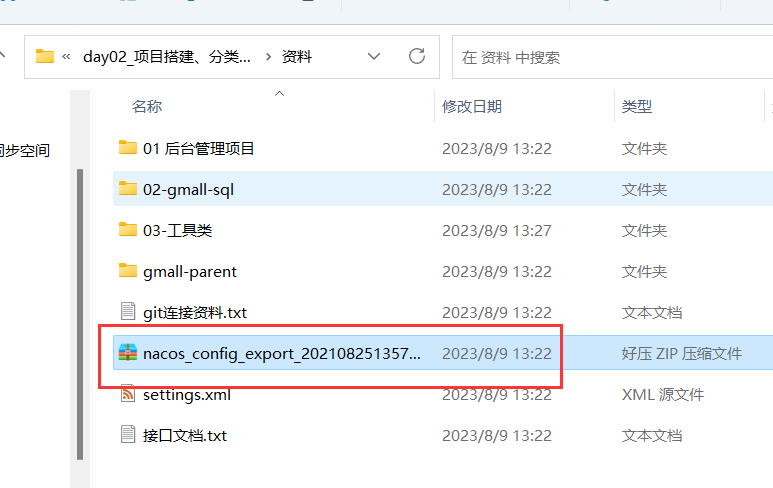 « day02_项目搭建、分类... › 资料
在 资料 中搜索
名称 修改日期 类型
同步空间
01 后台管理项目 2023/8/9 13:22 文件夹
02-gmall-sql 2023/8/9 13:22 文件夹
03-工具类 2023/8/9 13:27 文件夹
gmall-parent 2023/8/9 13:22 文件夹
git连接资料.txt 2023/8/9 13:22 文本文档
nacos_config_export_202108251357... 2023/8/9 13:22 好压 ZIP 压缩文件
settings.xml 2023/8/9 13:22 XML 源文件
接口文档.txt 2023/8/9 13:22 文本文档